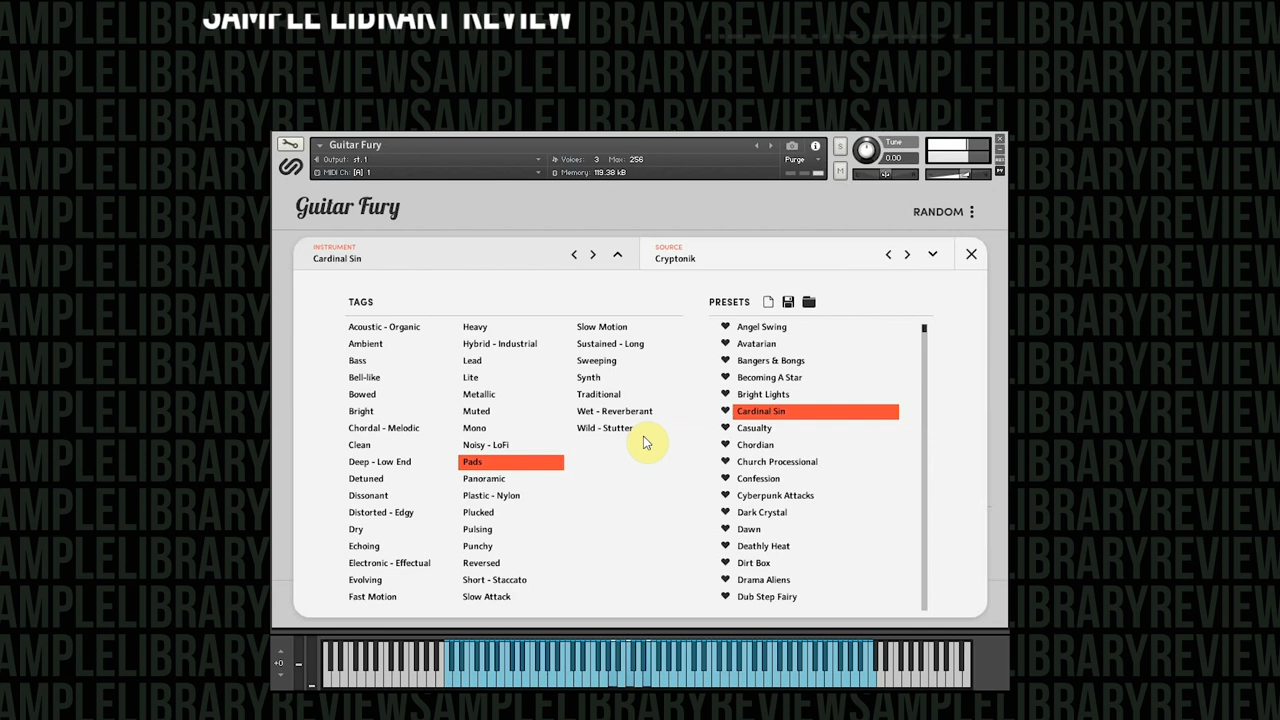 SAMPLE LIBRARY REVIEW
Guitar Fury
Output: st. 1
Voices: 3 Max: 256
Purge
MIDI Ch: [A] 1
Memory: 119.38 kB
S
M
Tune
0.00
Guitar Fury
RANDOM
INSTRUMENT
Cardinal Sin
SOURCE
Cryptonik
TAGS
Acoustic - Organic
Ambient
Bass
Bell-like
Bowed
Bright
Chordal - Melodic
Clean
Deep - Low End
Detuned
Dissonant
Distorted - Edgy
Dry
Echoing
Electronic - Effectual
Evolving
Fast Motion
Heavy
Hybrid - Industrial
Lead
Lite
Metallic
Muted
Mono
Noisy - LoFi
Pads
Panoramic
Plastic - Nylon
Plucked
Pulsing
Punchy
Reversed
Short - Staccato
Slow Attack
Slow Motion
Sustained - Long
Sweeping
Synth
Traditional
Wet - Reverberant
Wild - Stutter
PRESETS
Angel Swing
Avatarian
Bangers & Bongs
Becoming A Star
Bright Lights
Cardinal Sin
Casualty
Chordian
Church Processional
Confession
Cyberpunk Attacks
Dark Crystal
Dawn
Deathly Heat
Dirt Box
Drama Aliens
Dub Step Fairy
+0